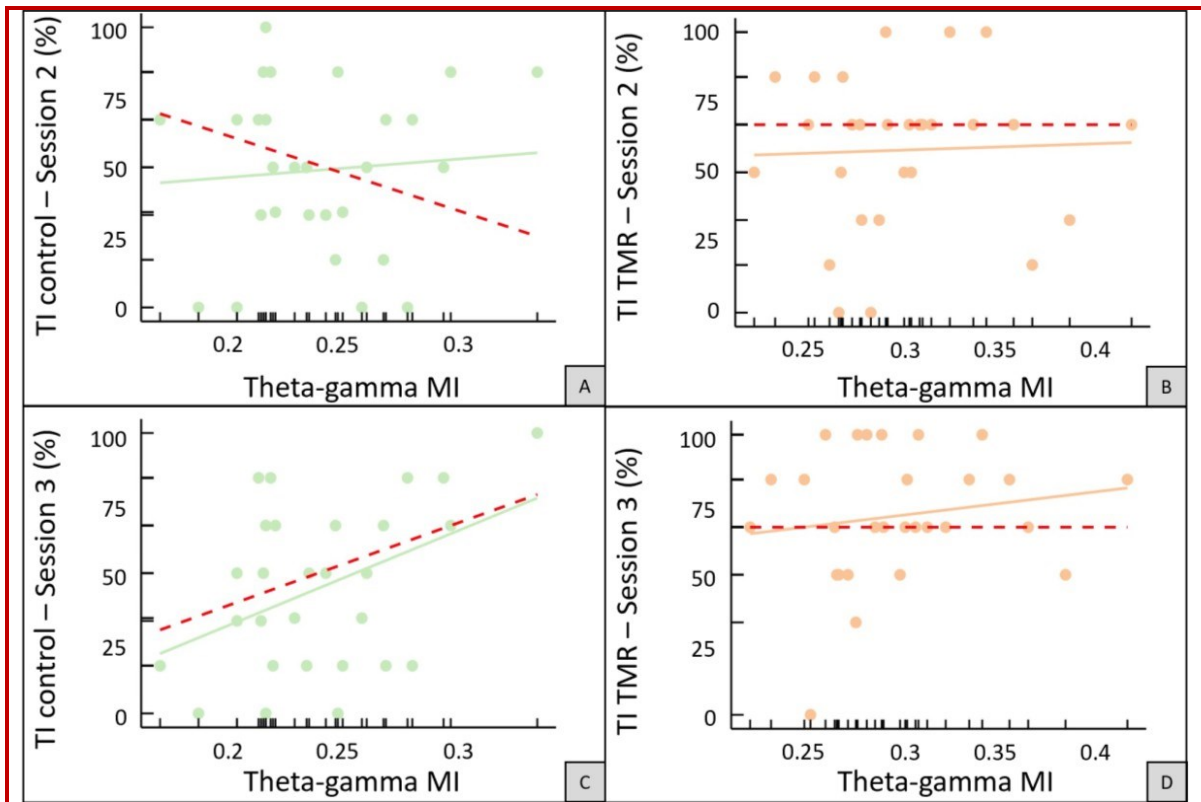 TI control – Session 2 (%)
100
75
50
25
0
0.2 0.25 0.3
Theta-gamma MI
A
TI TMR – Session 2 (%)
100
75
50
25
0
0.25 0.3 0.35 0.4
Theta-gamma MI
B
TI control – Session 3 (%)
100
75
50
25
0
0.2 0.25 0.3
Theta-gamma MI
C
TI TMR – Session 3 (%)
100
75
50
25
0
0.25 0.3 0.35 0.4
Theta-gamma MI
D